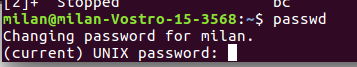 [2]+  Stopped                 bc
milan@milan-Vostro-15-3568:~$ passwd
Changing password for milan.
(current) UNIX password: